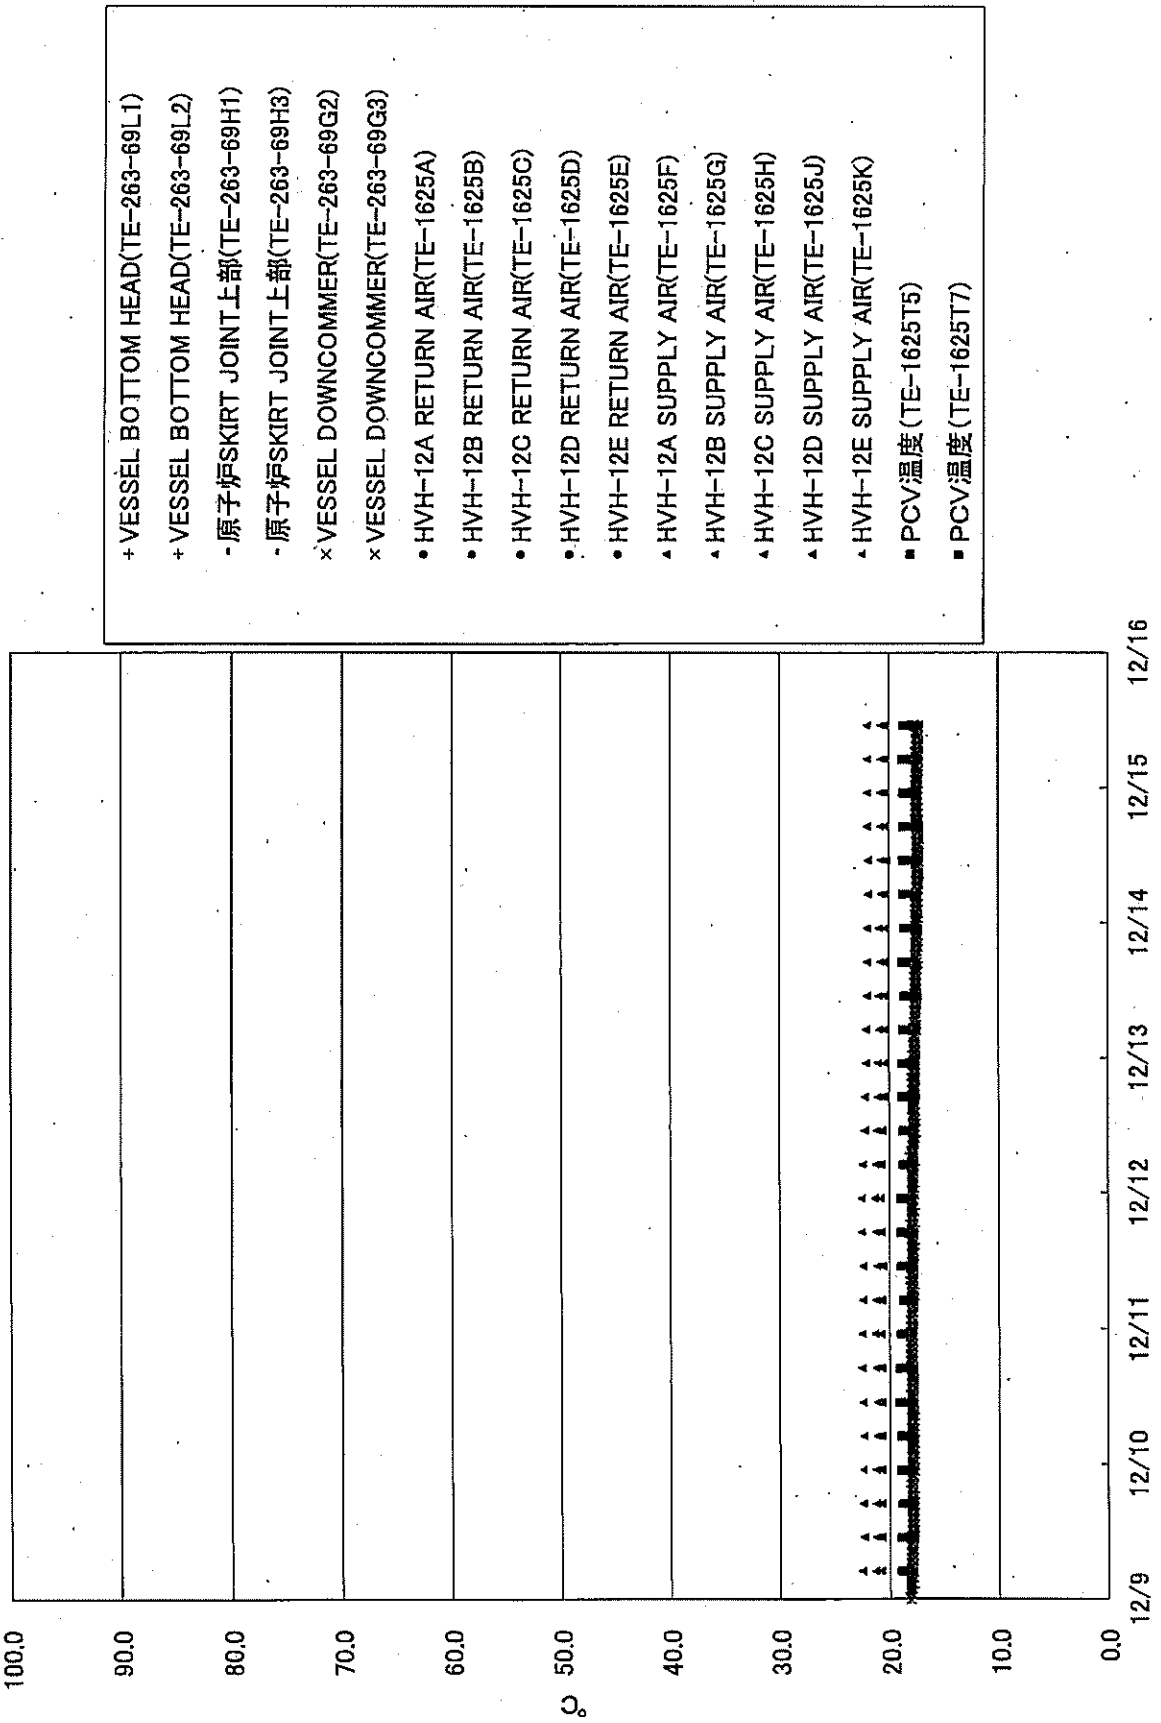 100.0
90.0
80.0
70.0
60.0
50.0
40.0
30.0
20.0
10.0
0.0
℃
12/9
12/10
12/11
12/12
12/13
12/14
12/15
12/16
+ VESSEL BOTTOM HEAD(TE-263-69L1)
+ VESSEL BOTTOM HEAD(TE-263-69L2)
- 原子炉SKIRT JOINT上部(TE-263-69H1)
- 原子炉SKIRT JOINT上部(TE-263-69H3)
× VESSEL DOWNCOMMER(TE-263-69G2)
× VESSEL DOWNCOMMER(TE-263-69G3)
● HVH-12A RETURN AIR(TE-1625A)
● HVH-12B RETURN AIR(TE-1625B)
● HVH-12C RETURN AIR(TE-1625C)
● HVH-12D RETURN AIR(TE-1625D)
● HVH-12E RETURN AIR(TE-1625E)
▲ HVH-12A SUPPLY AIR(TE-1625F)
▲ HVH-12B SUPPLY AIR(TE-1625G)
▲ HVH-12C SUPPLY AIR(TE-1625H)
▲ HVH-12D SUPPLY AIR(TE-1625J)
▲ HVH-12E SUPPLY AIR(TE-1625K)
■ PCV温度(TE-1625T5)
■ PCV温度(TE-1625T7)